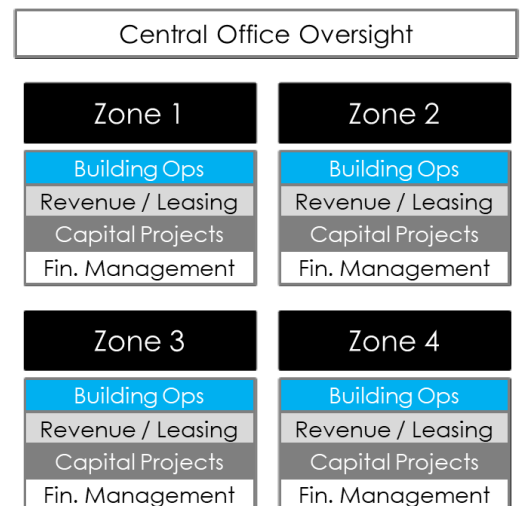 Central Office Oversight
Zone 1
Building Ops
Revenue / Leasing
Capital Projects
Fin. Management
Zone 2
Building Ops
Revenue / Leasing
Capital Projects
Fin. Management
Zone 3
Building Ops
Revenue / Leasing
Capital Projects
Fin. Management
Zone 4
Building Ops
Revenue / Leasing
Capital Projects
Fin. Management